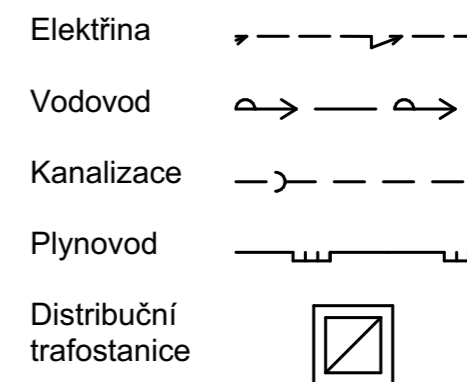 Elektřina
Vodovod
Kanalizace
Plynovod
Distribuční
trafostanice